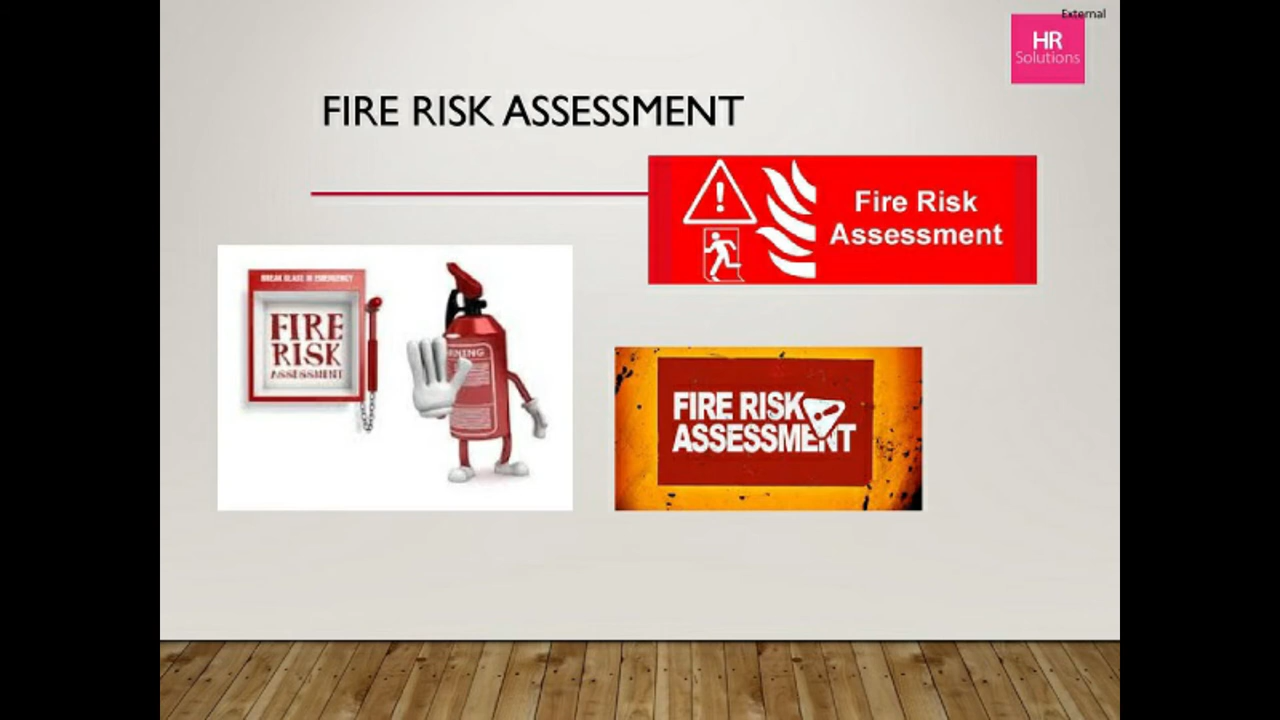 External
HR
Solutions
FIRE RISK ASSESSMENT
Fire Risk
Assessment
BREAK GLASS IN EMERGENCY
FIRE
RISK
ASSESSMENT
FIRE RISK
ASSESSMENT